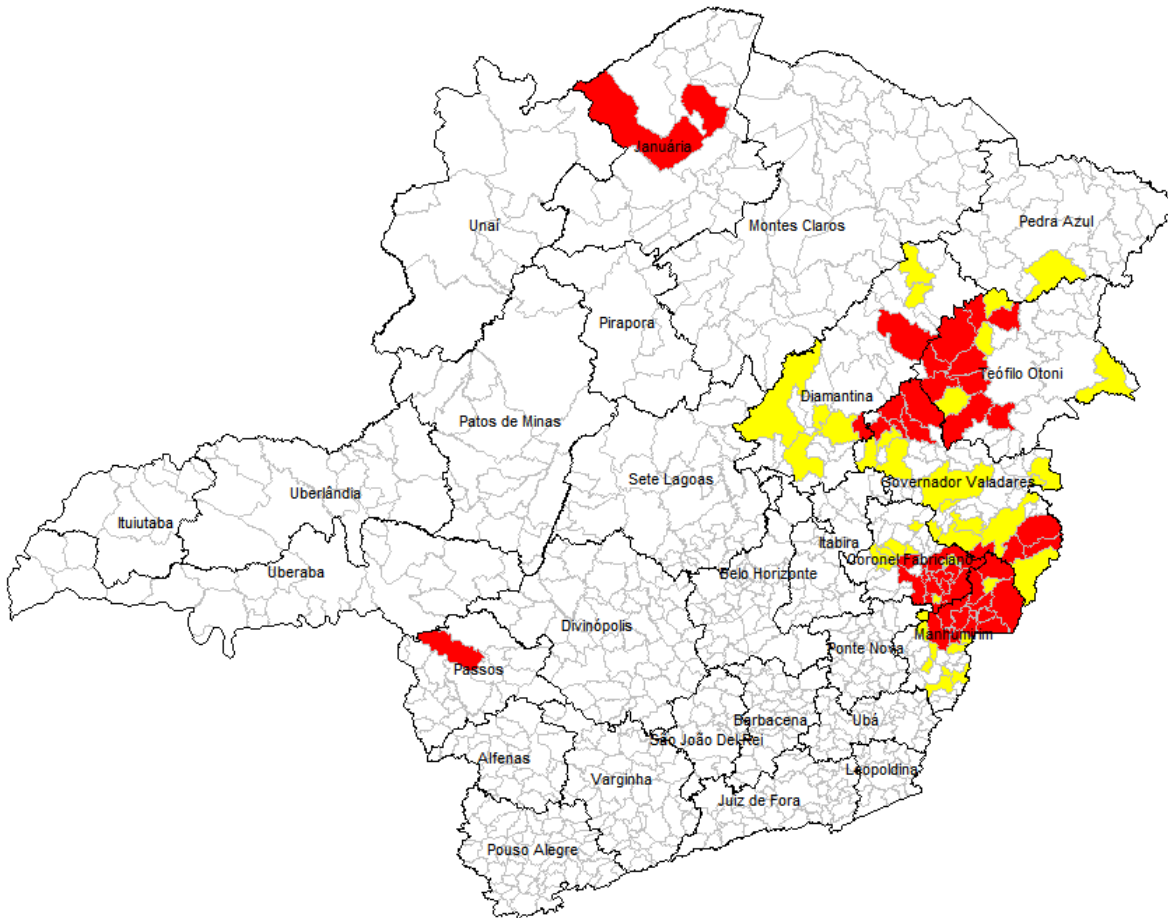 Januária
Unaí
Montes Claros
Pedra Azul
Pirapora
Teófilo Otoni
Diamantina
Patos de Minas
Sete Lagoas
Governador Valadares
Uberlândia
Ituiutaba
Itabira
Coronel Fabriciano
Uberaba
Belo Horizonte
Divinópolis
Manhumirim
Ponte Nova
Passos
Barbacena
Ubá
São João Del Rei
Alfenas
Leopoldina
Varginha
Juiz de Fora
Pouso Alegre